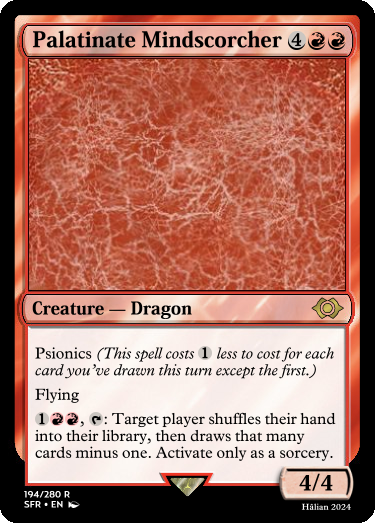 Palatinate Mindscorcher 4
Creature — Dragon
Psionics (This spell costs 1 less to cost for each
card you've drawn this turn except the first.)
Flying
1, : Target player shuffles their hand
into their library, then draws that many
cards minus one. Activate only as a sorcery.
4/4
194/280 R
SFR • EN
Hålian 2024